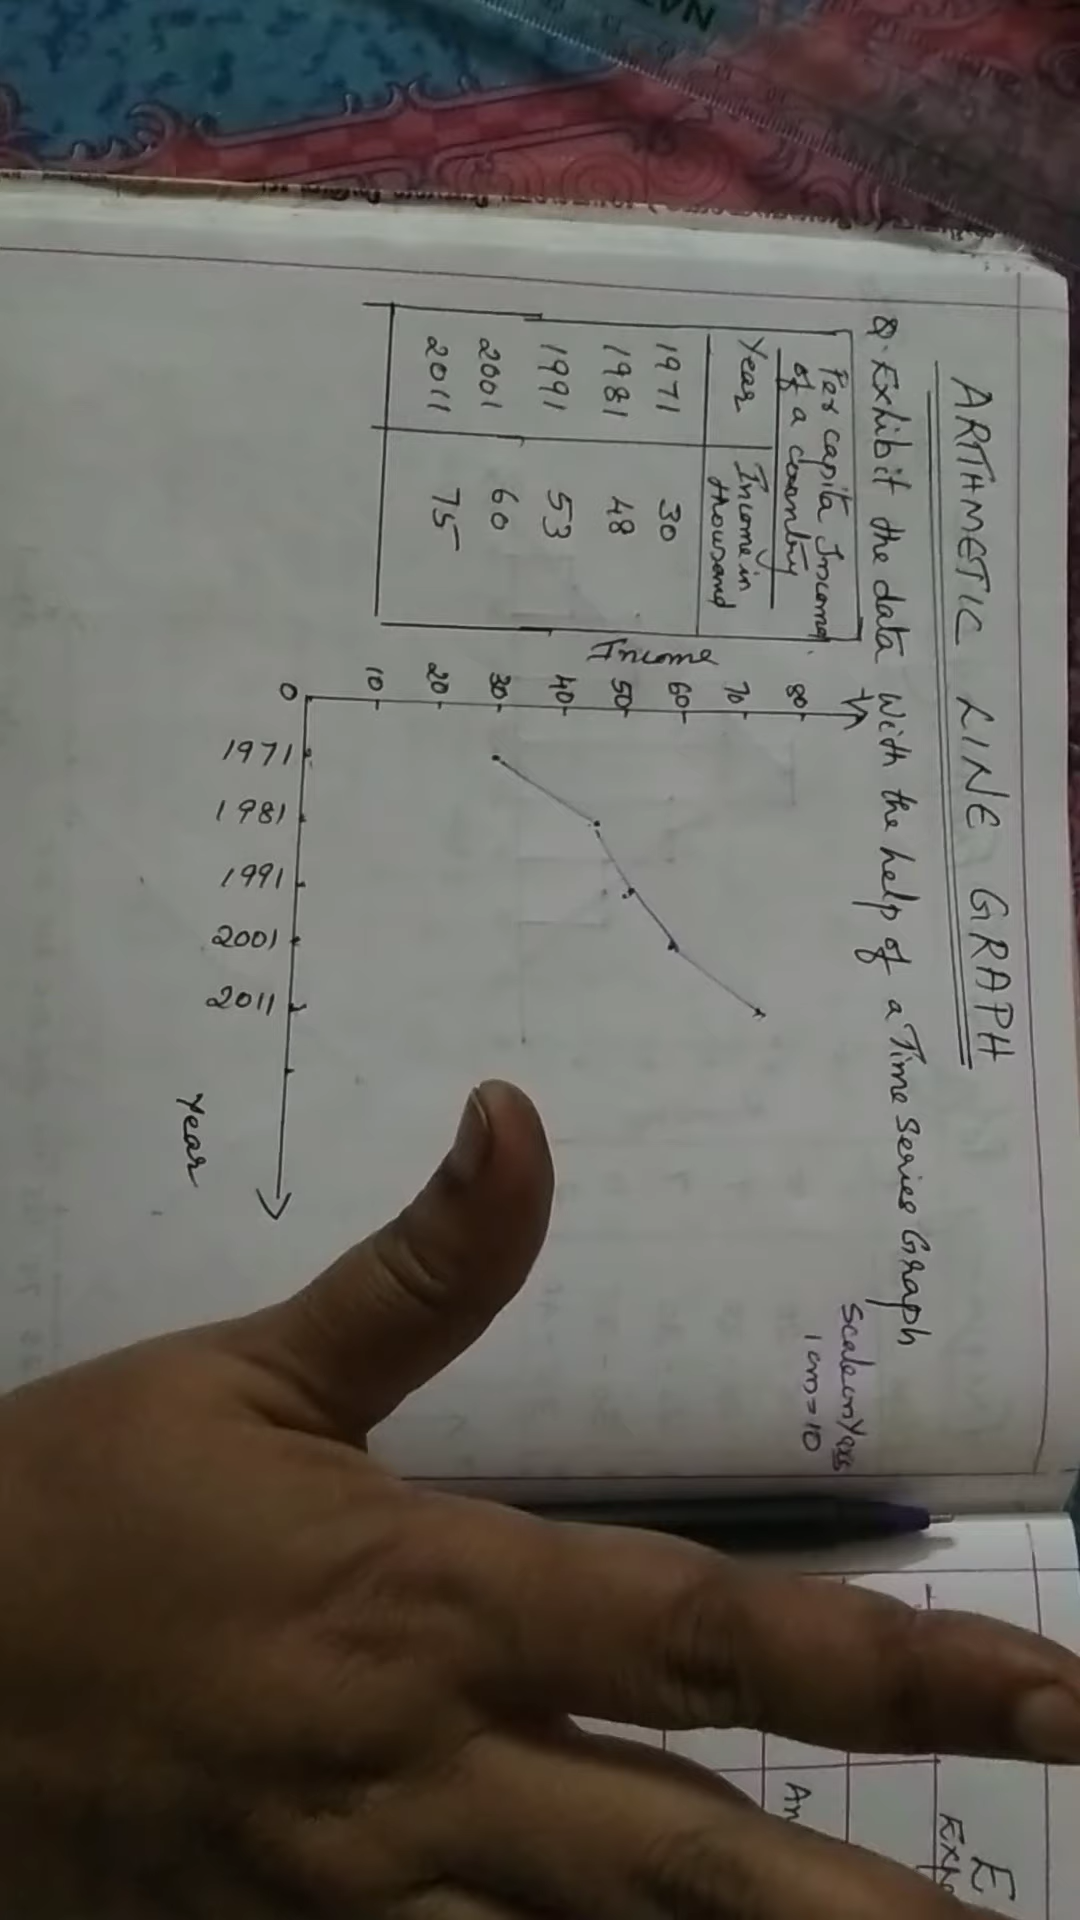 ARTHMETIC LINE GRAPH
Q. Exhibit the data with the help of a Time Series Graph
Scale on Y axis
1 cm = 10
Per capita Income
of a country
Year Income in
thousand
1971 30
1981 48
1991 53
2001 60
2011 75
Income
80
70
60
50
40
30
20
10
0
1971 1981 1991 2001 2011
Year
E
An